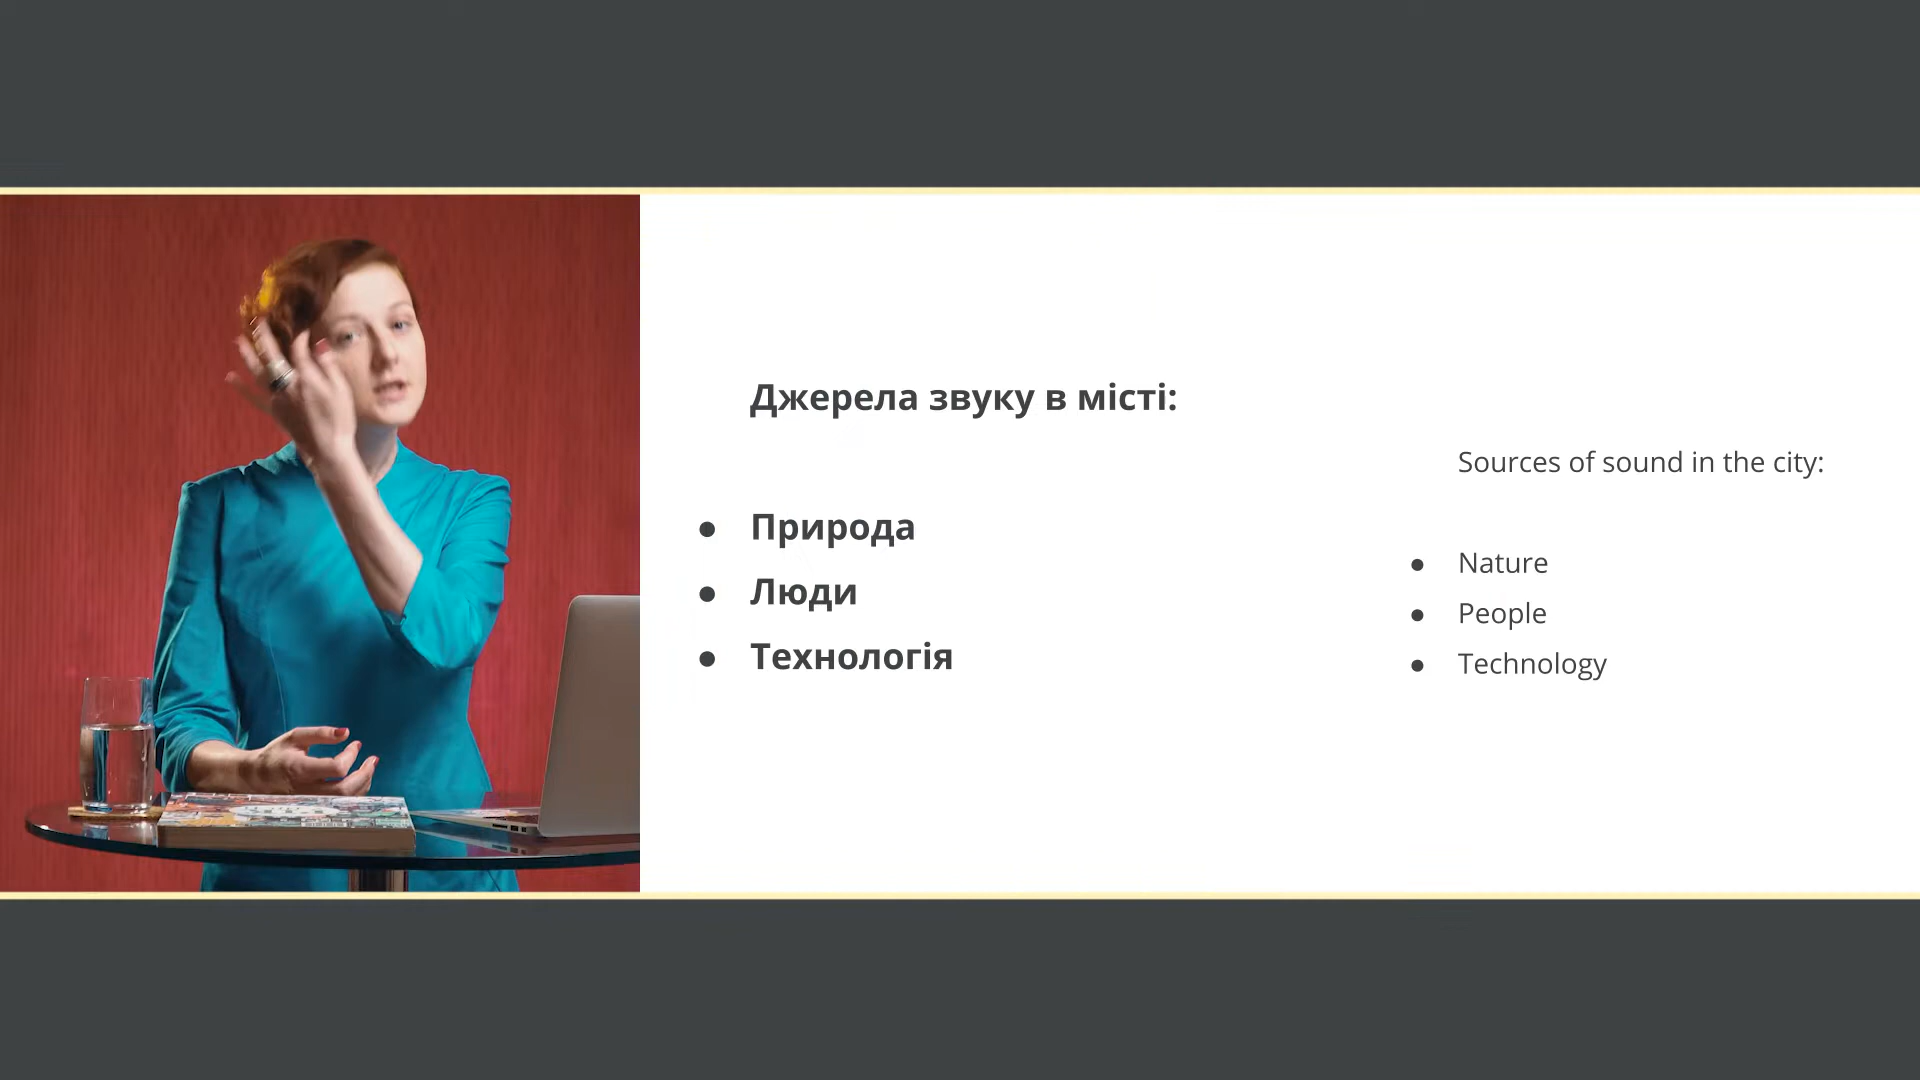 Джерела звуку в місті:
● Природа
● Люди
● Технологія
Sources of sound in the city:
● Nature
● People
● Technology